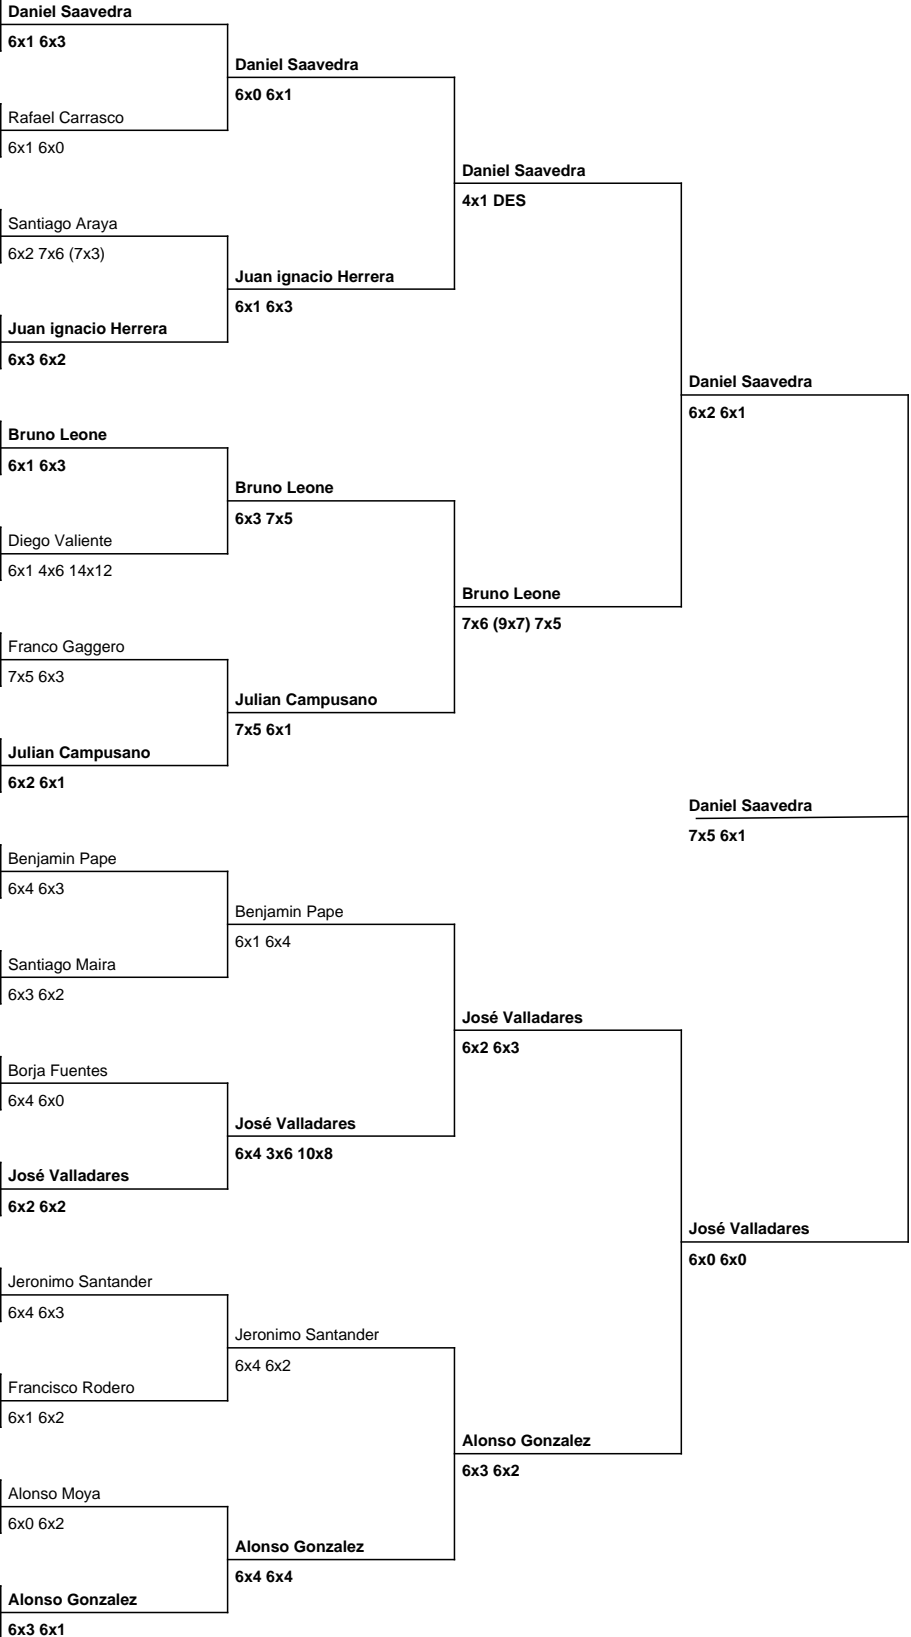 Daniel Saavedra
6x1 6x3
Daniel Saavedra
6x0 6x1
Rafael Carrasco
6x1 6x0
Daniel Saavedra
4x1 DES
Santiago Araya
6x2 7x6 (7x3)
Juan ignacio Herrera
6x1 6x3
Juan ignacio Herrera
6x3 6x2
Daniel Saavedra
6x2 6x1
Bruno Leone
6x1 6x3
Bruno Leone
6x3 7x5
Diego Valiente
6x1 4x6 14x12
Bruno Leone
7x6 (9x7) 7x5
Franco Gaggero
7x5 6x3
Julian Campusano
7x5 6x1
Julian Campusano
6x2 6x1
Daniel Saavedra
7x5 6x1
Benjamin Pape
6x4 6x3
Benjamin Pape
6x1 6x4
Santiago Maira
6x3 6x2
José Valladares
6x2 6x3
Borja Fuentes
6x4 6x0
José Valladares
6x4 3x6 10x8
José Valladares
6x2 6x2
José Valladares
6x0 6x0
Jeronimo Santander
6x4 6x3
Jeronimo Santander
6x4 6x2
Francisco Rodero
6x1 6x2
Alonso Gonzalez
6x3 6x2
Alonso Moya
6x0 6x2
Alonso Gonzalez
6x4 6x4
Alonso Gonzalez
6x3 6x1